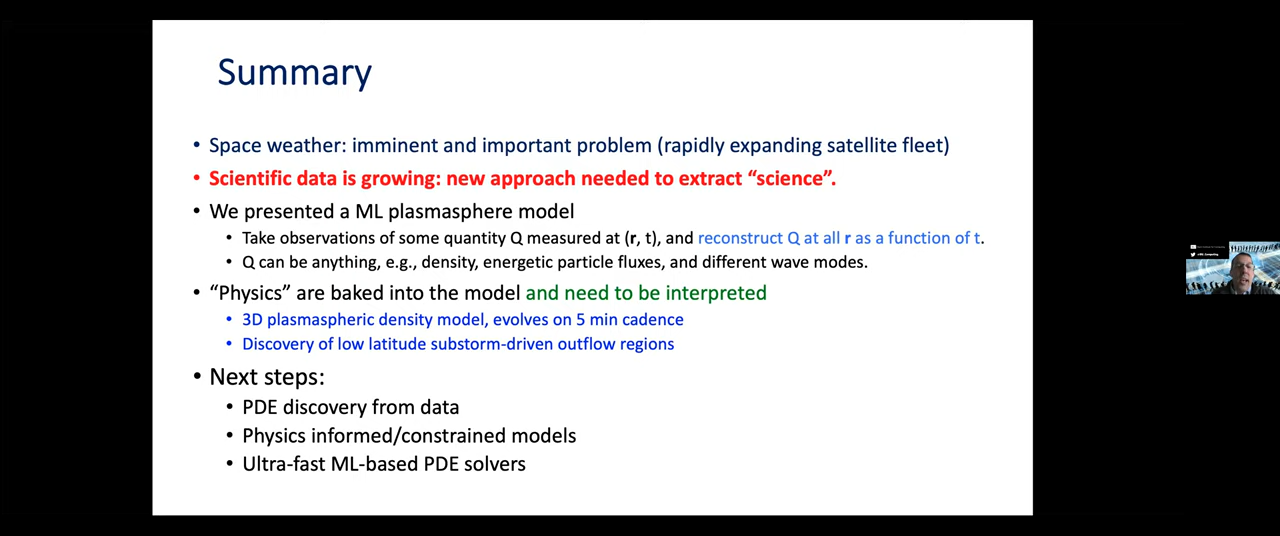 Summary
• Space weather: imminent and important problem (rapidly expanding satellite fleet)
• Scientific data is growing: new approach needed to extract “science”.
• We presented a ML plasmasphere model
• Take observations of some quantity Q measured at (r, t), and reconstruct Q at all r as a function of t.
• Q can be anything, e.g., density, energetic particle fluxes, and different wave modes.
• “Physics” are baked into the model and need to be interpreted
• 3D plasmaspheric density model, evolves on 5 min cadence
• Discovery of low latitude substorm-driven outflow regions
• Next steps:
• PDE discovery from data
• Physics informed/constrained models
• Ultra-fast ML-based PDE solvers